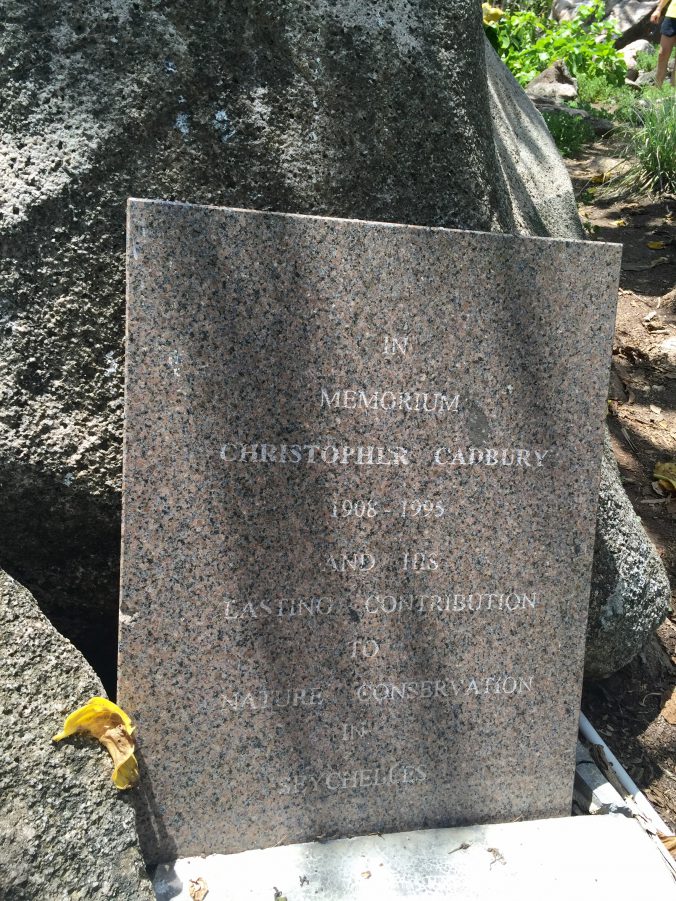 IN
MEMORIUM
CHRISTOPHER CADBURY
1908 - 1995
AND HIS
LASTING CONTRIBUTION
TO
NATURE CONSERVATION
IN
SEYCHELLES